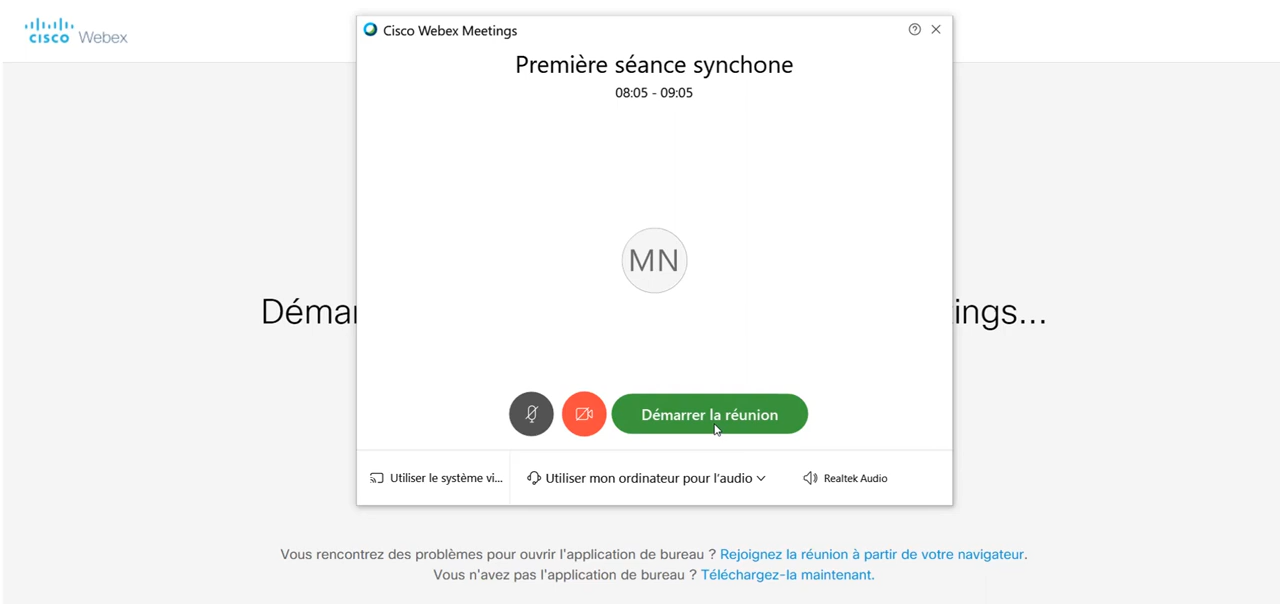 CISCO Webex
Cisco Webex Meetings
Première séance synchone
08:05 - 09:05
MN
Démar
ings...
Démarrer la réunion
Utiliser le système vi...
Utiliser mon ordinateur pour l'audio
Realtek Audio
Vous rencontrez des problèmes pour ouvrir l'application de bureau ? Rejoignez la réunion à partir de votre navigateur.
Vous n'avez pas l'application de bureau ? Téléchargez-la maintenant.